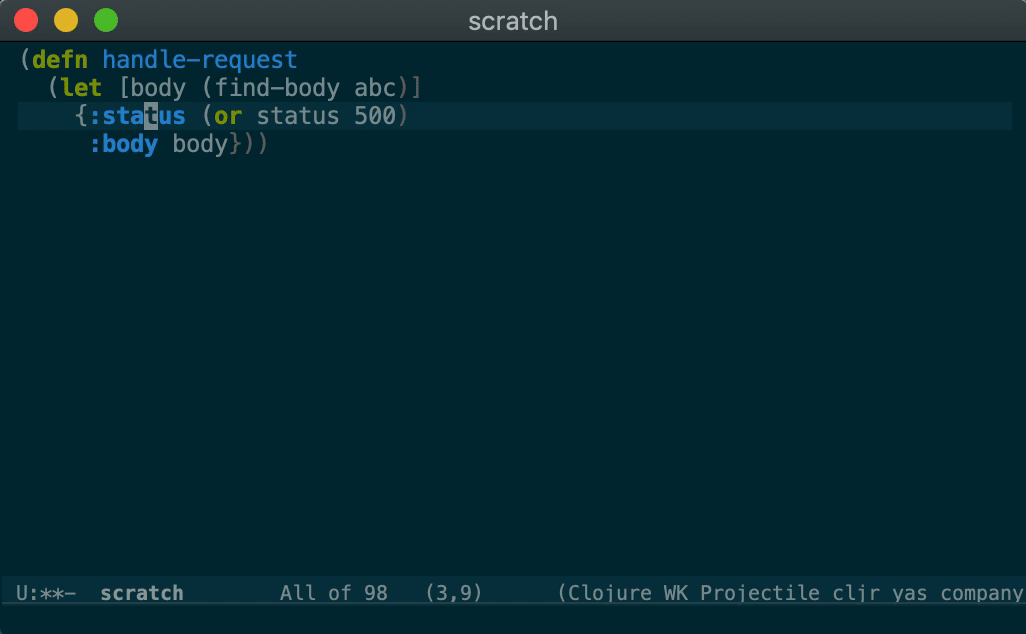 scratch
(defn handle-request
  (let [body (find-body abc)]
    {:status (or status 500)
     :body body}))
U:**-  scratch       All of 98   (3,9)      (Clojure WK Projectile cljr yas company